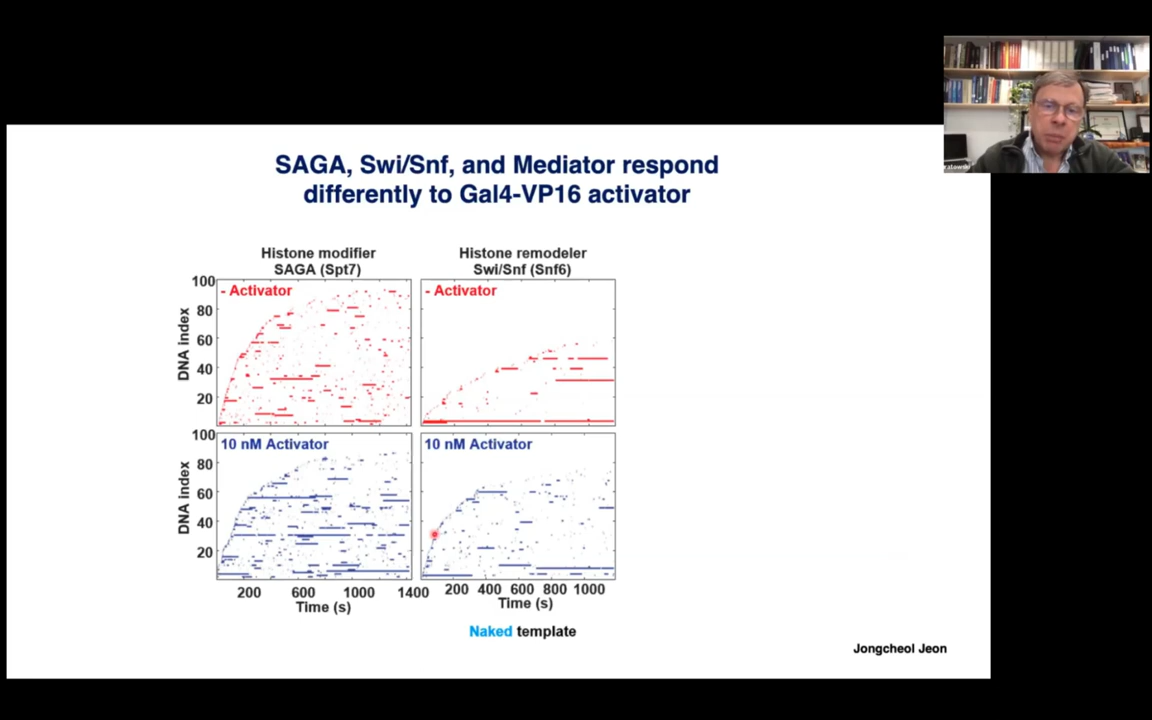 SAGA, Swi/Snf, and Mediator respond
differently to Gal4-VP16 activator
Histone modifier
SAGA (Spt7)
Histone remodeler
Swi/Snf (Snf6)
- Activator
- Activator
DNA index
100
80
60
40
20
10 nM Activator
10 nM Activator
DNA index
100
80
60
40
20
200 600 1000 1400
Time (s)
200 400 600 800 1000
Time (s)
Naked template
Jongcheol Jeon